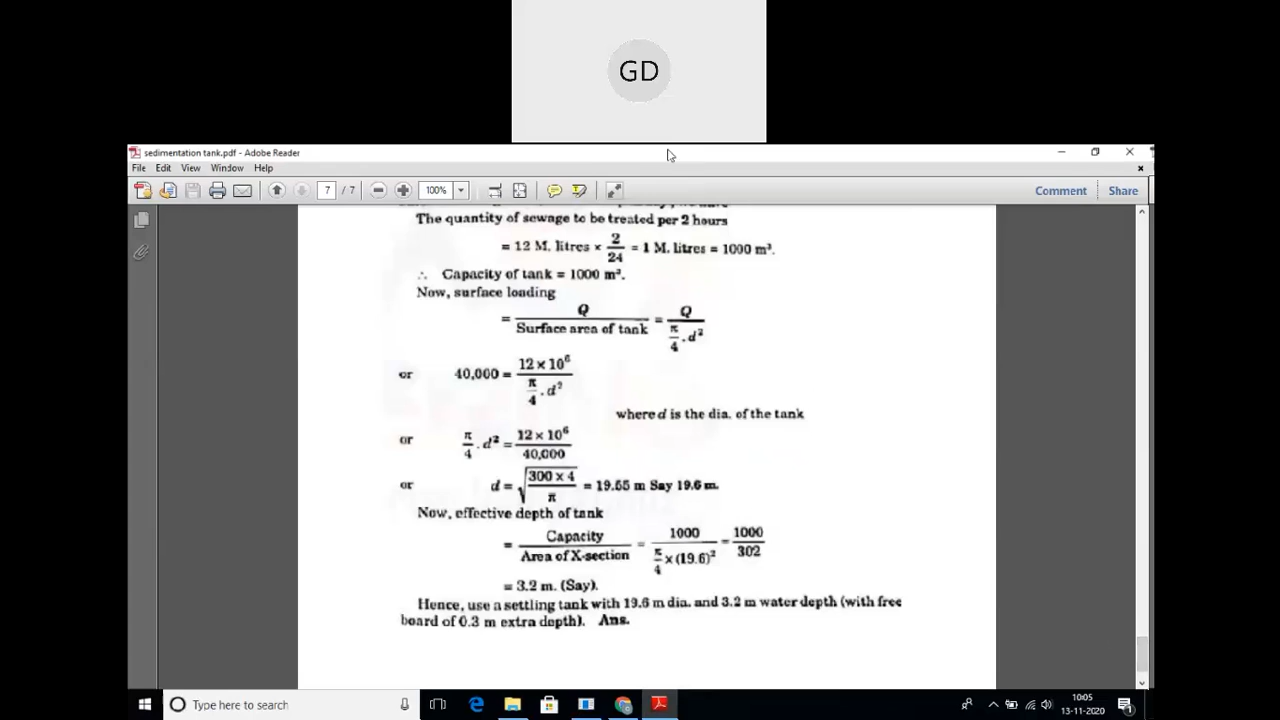 GD
sedimentation tank.pdf - Adobe Reader
File Edit View Window Help
7 / 7 100% Comment Share
The quantity of sewage to be treated per 2 hours
= 12 M. litres × 2/24 = 1 M. litres = 1000 m³.
∴ Capacity of tank = 1000 m³.
Now, surface loading
= Q / Surface area of tank = Q / (π/4 . d²)
or 40,000 = 12 × 10⁶ / (π/4 . d²)
where d is the dia. of the tank
or π/4 . d² = 12 × 10⁶ / 40,000
or d = √(300 × 4 / π) = 19.55 m Say 19.6 m.
Now, effective depth of tank
= Capacity / Area of X-section = 1000 / (π/4 × (19.6)²) = 1000/302
= 3.2 m. (Say).
Hence, use a settling tank with 19.6 m dia. and 3.2 m water depth (with free
board of 0.3 m extra depth). Ans.
Type here to search
10:05
13-11-2020